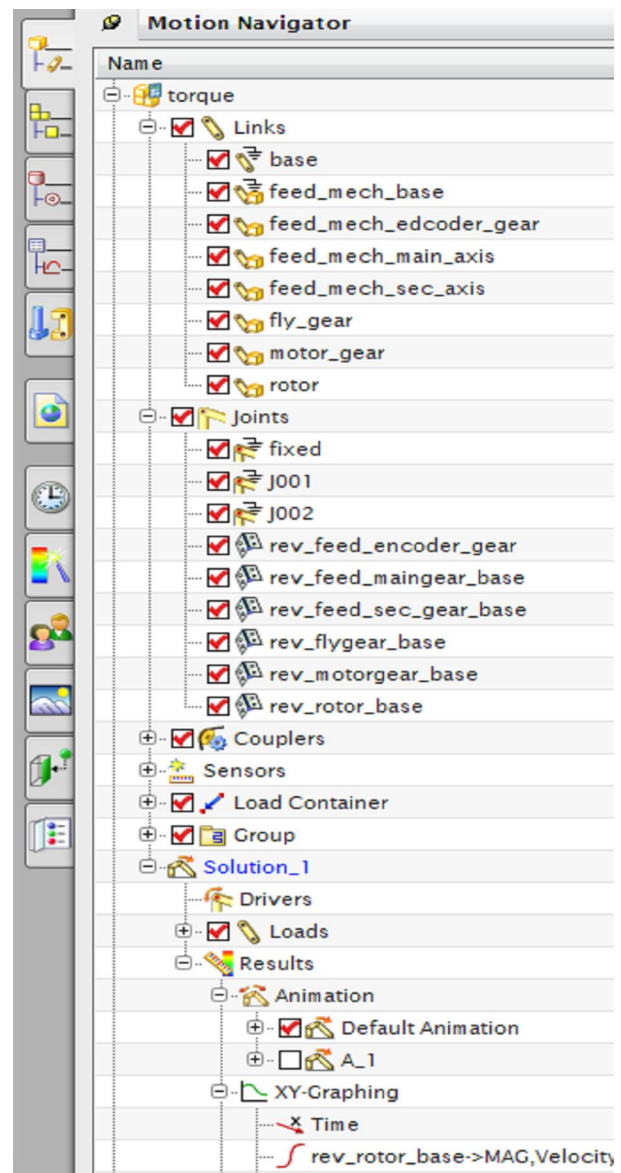 Motion Navigator
Name
torque
Links
base
feed_mech_base
feed_mech_edcoder_gear
feed_mech_main_axis
feed_mech_sec_axis
fly_gear
motor_gear
rotor
Joints
fixed
J001
J002
rev_feed_encoder_gear
rev_feed_maingear_base
rev_feed_sec_gear_base
rev_flygear_base
rev_motorgear_base
rev_rotor_base
Couplers
Sensors
Load Container
Group
Solution_1
Drivers
Loads
Results
Animation
Default Animation
A_1
XY-Graphing
Time
rev_rotor_base->MAG,Velocity